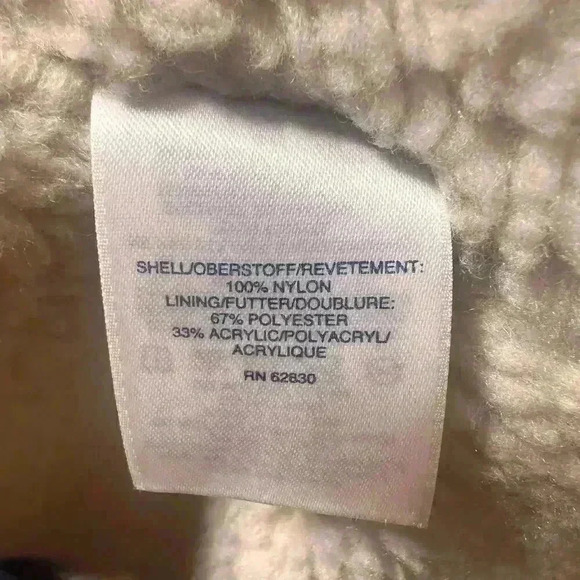 SHELL/OBERSTOFF/REVETEMENT:
100% NYLON
LINING/FUTTER/DOUBLURE:
67% POLYESTER
33% ACRYLIC/POLYACRYL/
ACRYLIQUE
RN 62830